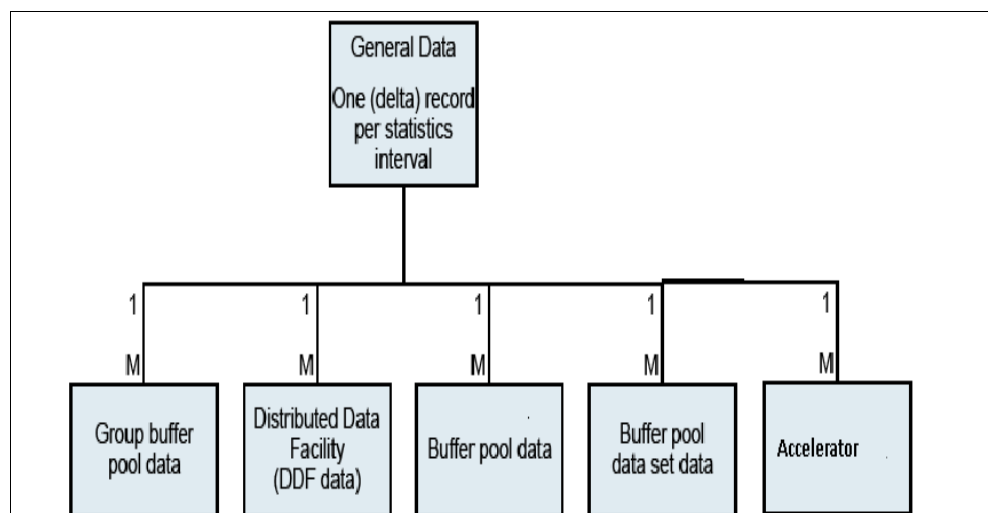 General Data
One (delta) record
per statistics
interval
1 1 1 1 1
M M M M M
Group buffer
pool data
Distributed Data
Facility
(DDF data)
Buffer pool data
Buffer pool
data set data
Accelerator